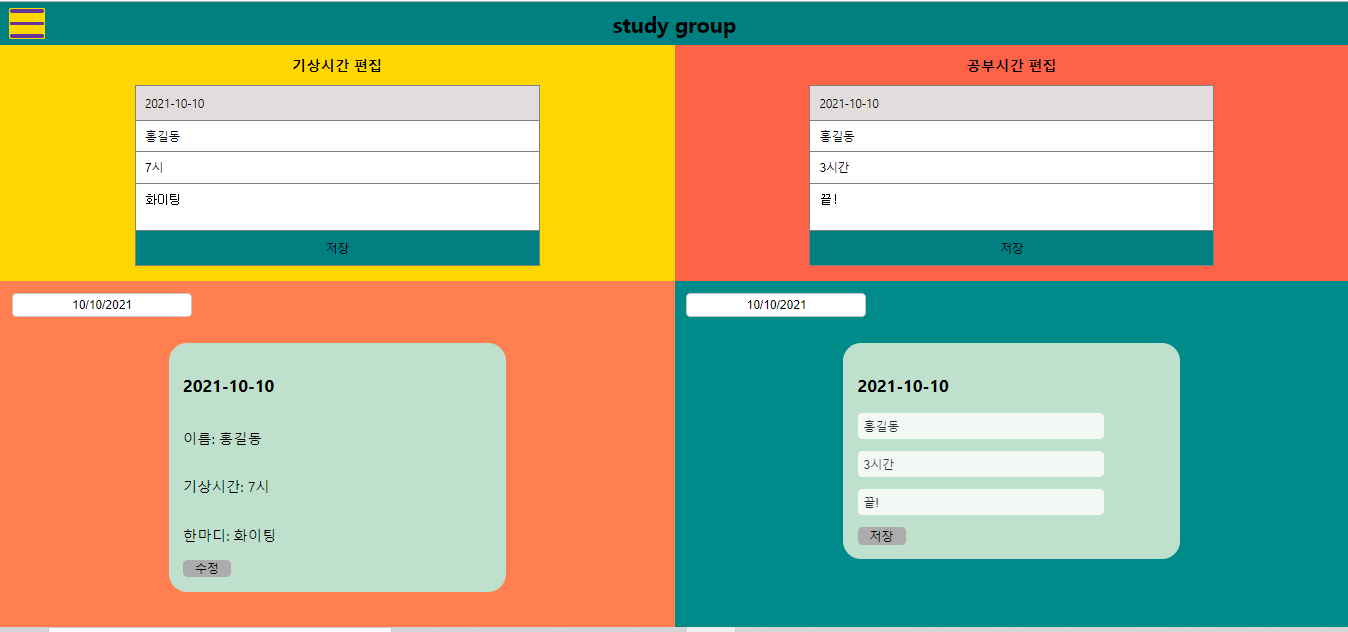 study group
기상시간 편집
2021-10-10
홍길동
7시
화이팅
저장
공부시간 편집
2021-10-10
홍길동
3시간
끝!
저장
10/10/2021
2021-10-10
이름: 홍길동
기상시간: 7시
한마디: 화이팅
수정
10/10/2021
2021-10-10
홍길동
3시간
끝!
저장